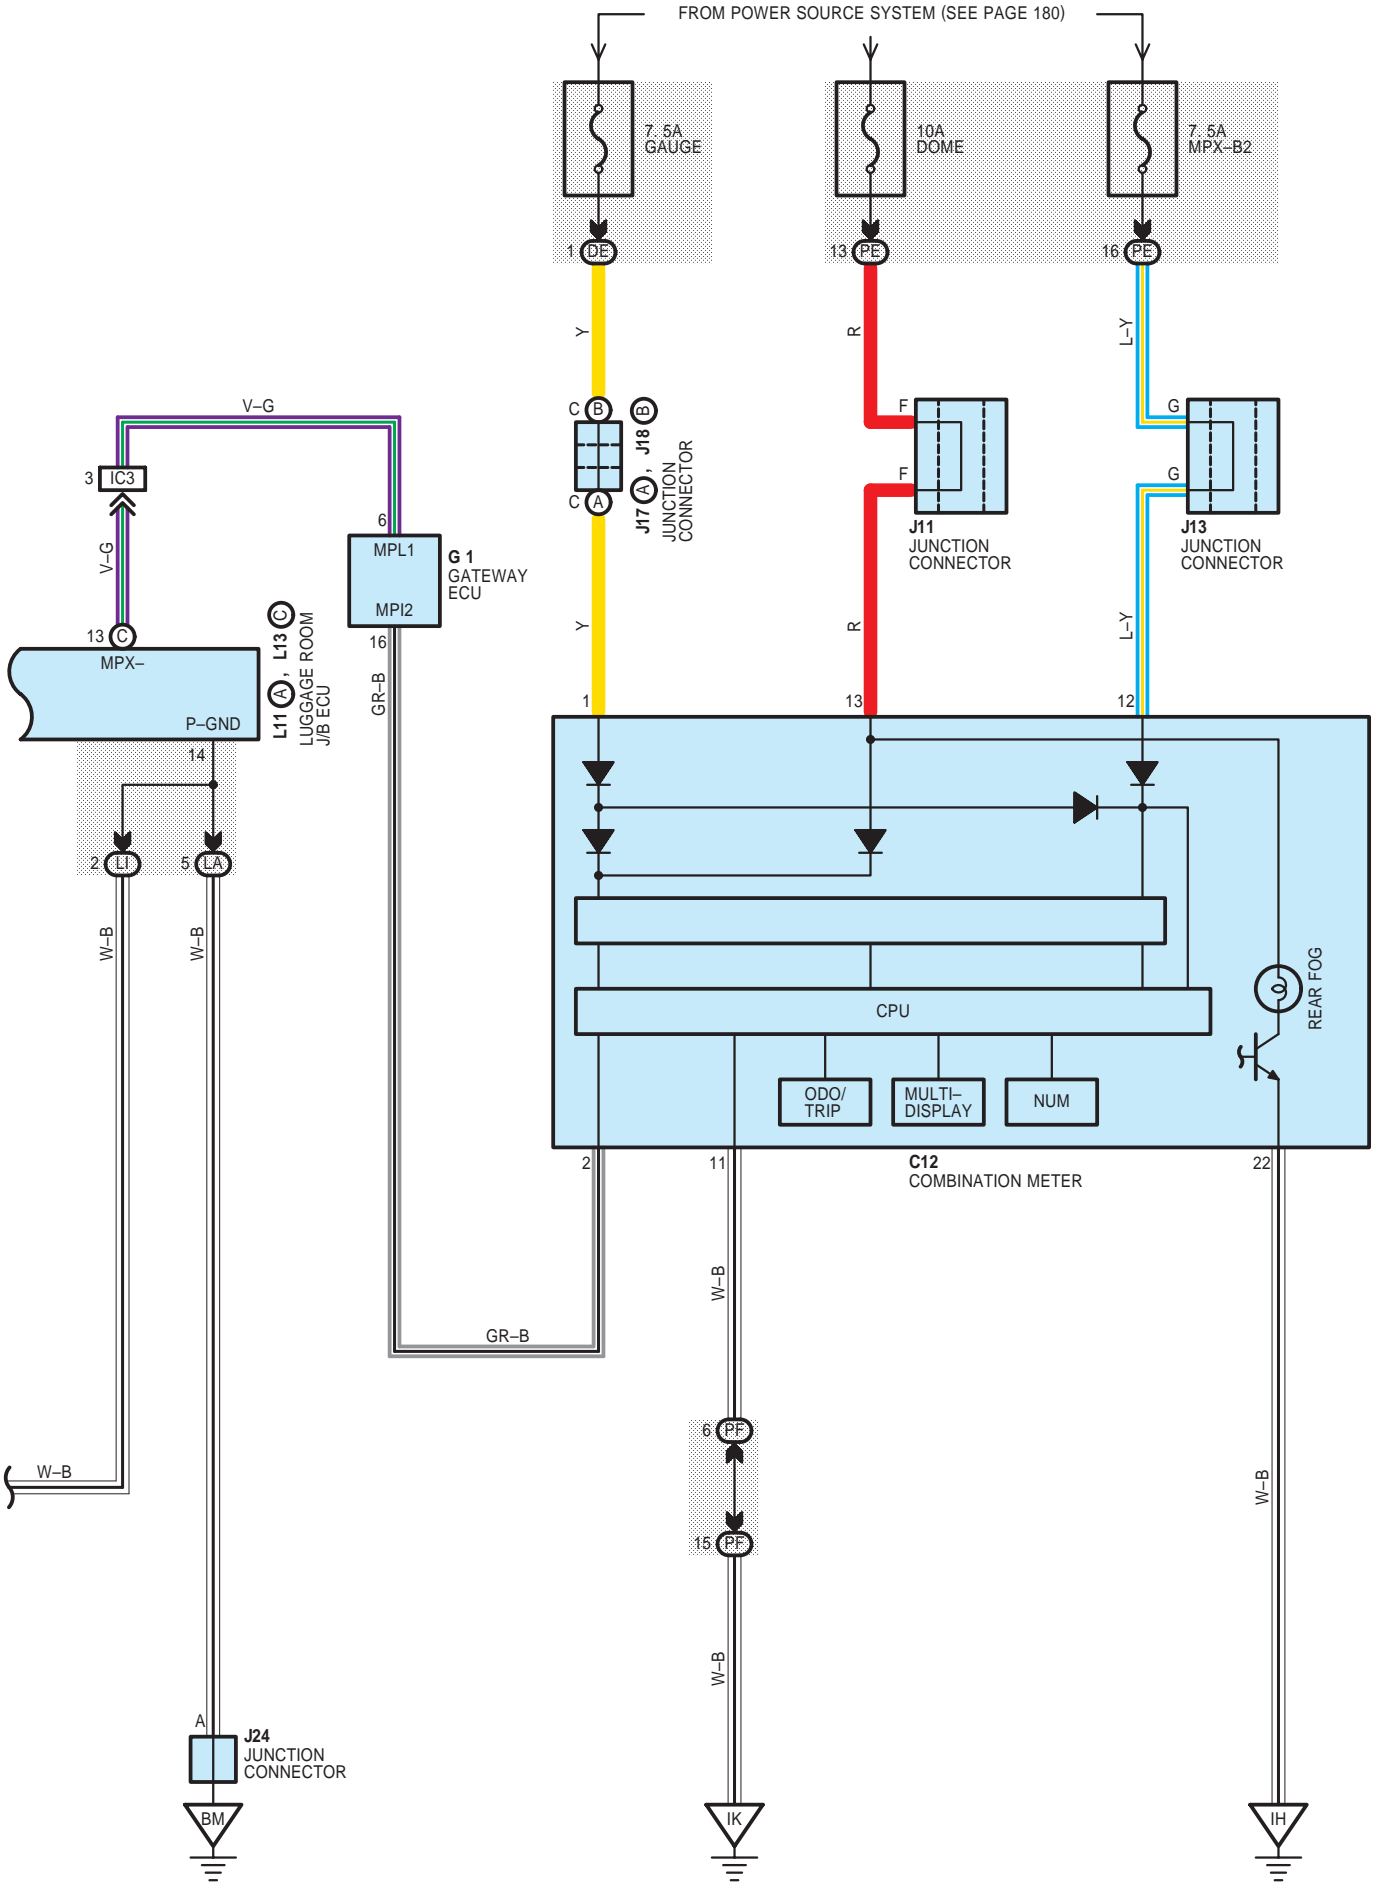 FROM POWER SOURCE SYSTEM (SEE PAGE 180)
7. 5A
GAUGE
10A
DOME
7. 5A
MPX–B2
1 DE
13 PE
16 PE
Y
R
L–Y
V–G
C B
J17 A , J18 B
JUNCTION
CONNECTOR
C A
F
F
J11
JUNCTION
CONNECTOR
G
G
J13
JUNCTION
CONNECTOR
3 IC3
V–G
6
MPL1
MPI2
16
G 1
GATEWAY
ECU
GR–B
13 C
MPX–
P–GND
14
L11 A , L13 C
LUGGAGE ROOM
J/B ECU
Y
R
L–Y
1
13
12
2 LI
5 LA
W–B
W–B
CPU
REAR FOG
ODO/
TRIP
MULTI–
DISPLAY
NUM
2
11
C12
COMBINATION METER
22
W–B
GR–B
6 PF
W–B
W–B
15 PF
W–B
A
J24
JUNCTION
CONNECTOR
BM
IK
IH